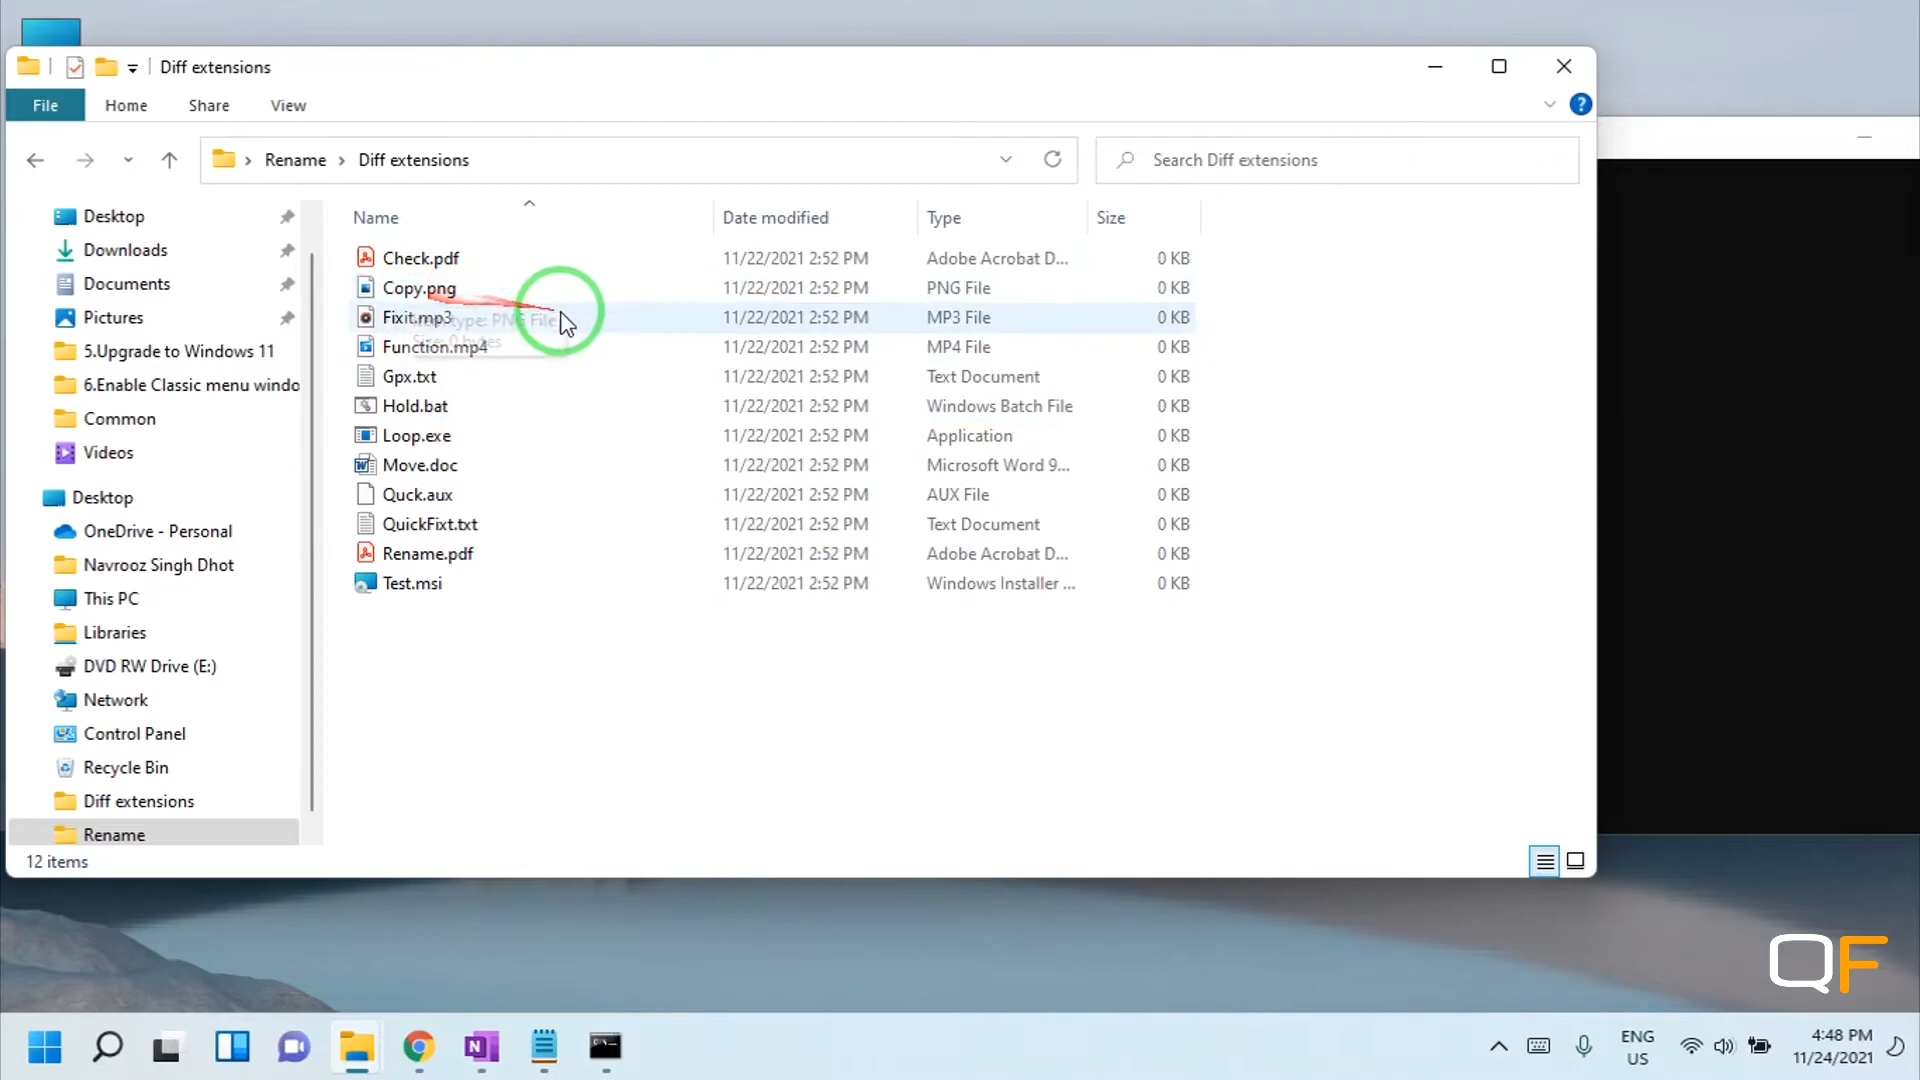 Diff extensions
File Home Share View
Rename Diff extensions
Search Diff extensions
Desktop
Downloads
Documents
Pictures
5.Upgrade to Windows 11
6.Enable Classic menu windo
Common
Videos
Desktop
OneDrive - Personal
Navrooz Singh Dhot
This PC
Libraries
DVD RW Drive (E:)
Network
Control Panel
Recycle Bin
Diff extensions
Rename
Name Date modified Type Size
Check.pdf 11/22/2021 2:52 PM Adobe Acrobat D... 0 KB
Copy.png 11/22/2021 2:52 PM PNG File 0 KB
Fixit.mp3 11/22/2021 2:52 PM MP3 File 0 KB
type: PNG File
Function.mp4 11/22/2021 2:52 PM MP4 File 0 KB
Size: 0 bytes
Gpx.txt 11/22/2021 2:52 PM Text Document 0 KB
Hold.bat 11/22/2021 2:52 PM Windows Batch File 0 KB
Loop.exe 11/22/2021 2:52 PM Application 0 KB
Move.doc 11/22/2021 2:52 PM Microsoft Word 9... 0 KB
Quck.aux 11/22/2021 2:52 PM AUX File 0 KB
QuickFixt.txt 11/22/2021 2:52 PM Text Document 0 KB
Rename.pdf 11/22/2021 2:52 PM Adobe Acrobat D... 0 KB
Test.msi 11/22/2021 2:52 PM Windows Installer ... 0 KB
12 items
QF
ENG
US
4:48 PM
11/24/2021